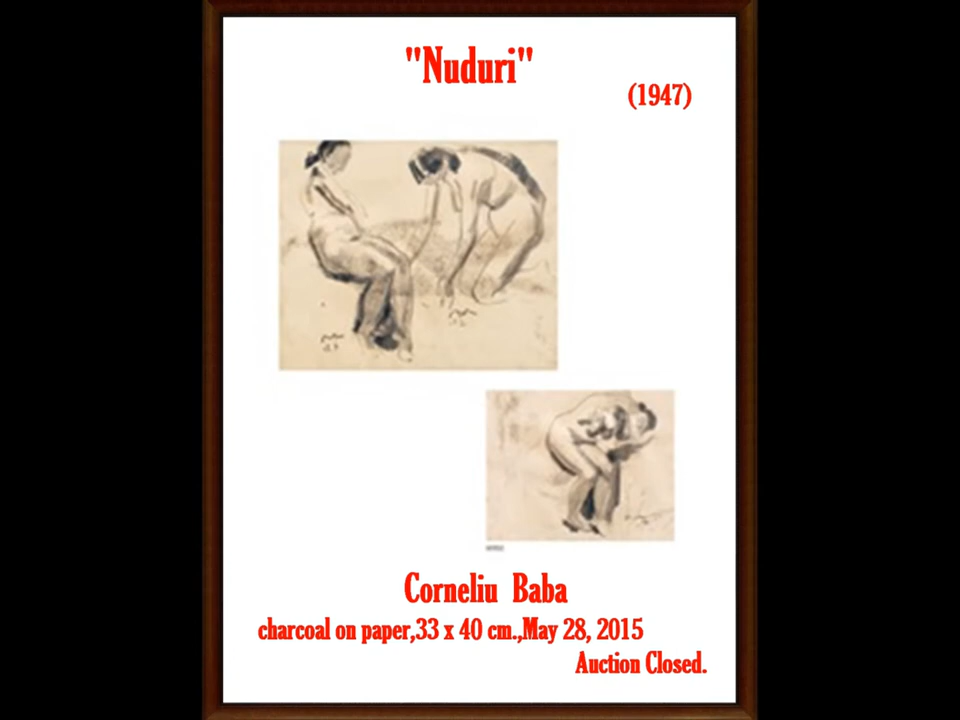 "Nuduri"
(1947)
Corneliu Baba
charcoal on paper,33 x 40 cm.,May 28, 2015
Auction Closed.